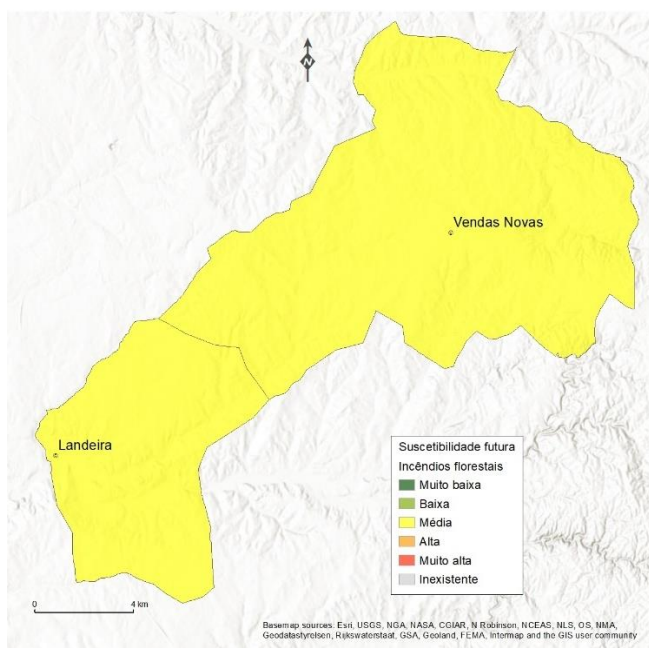 N
Vendas Novas
Landeira
Suscetibilidade futura
Incêndios florestais
Muito baixa
Baixa
Média
Alta
Muito alta
Inexistente
0 4 km
Basemap sources: Esri, USGS, NGA, NASA, CGIAR, N Robinson, NCEAS, NLS, OS, NMA,
Geodatastyrelsen, Rijkswaterstaat, GSA, Geoland, FEMA, Intermap and the GIS user community